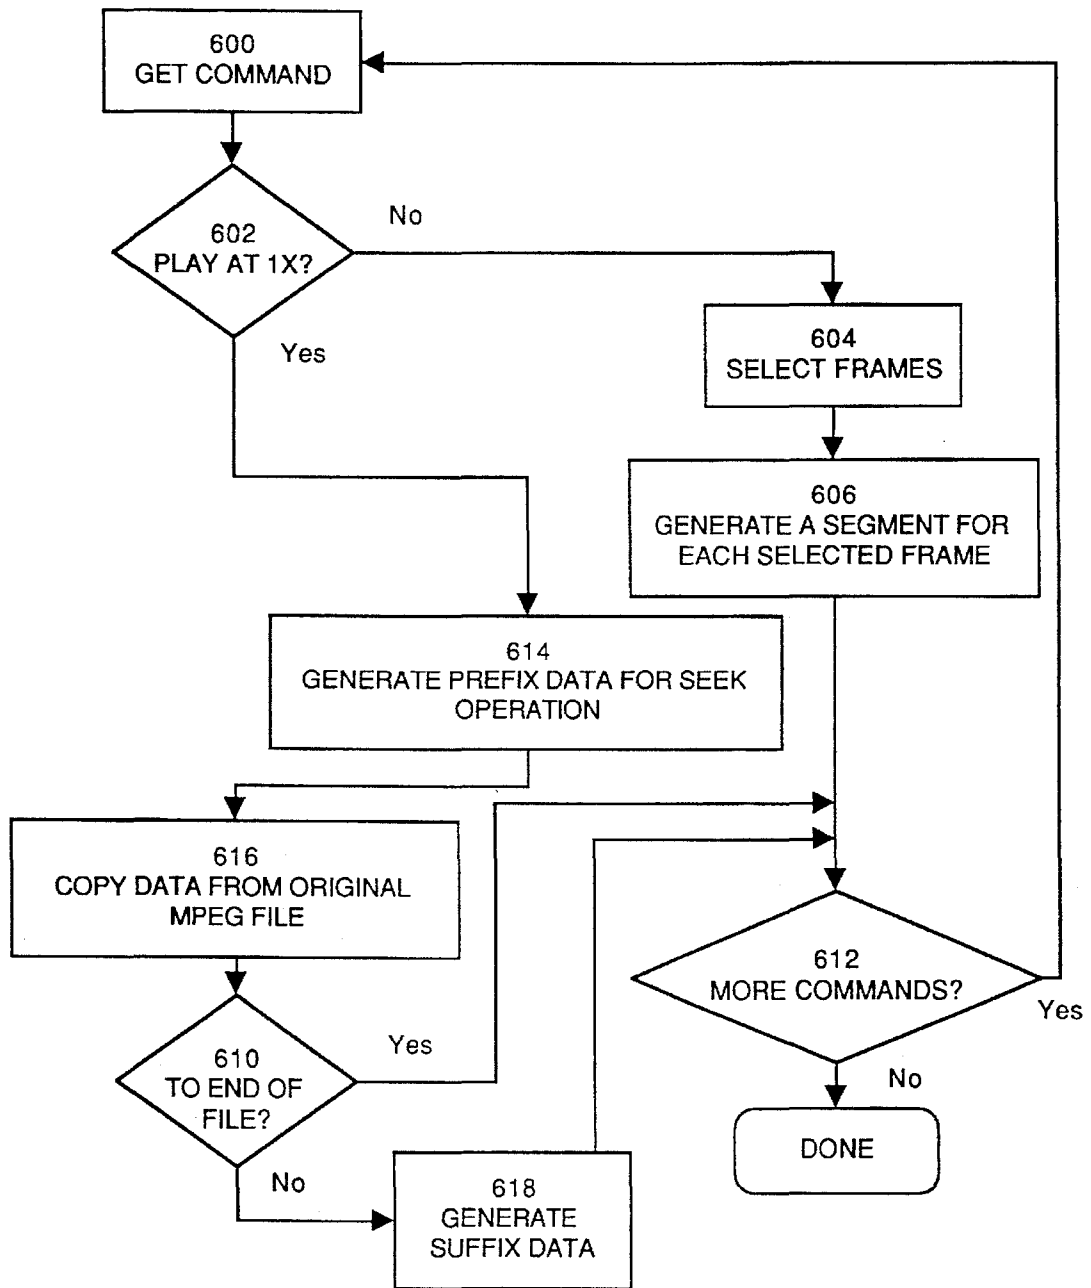 600
GET COMMAND
602
PLAY AT 1X?
No
Yes
604
SELECT FRAMES
606
GENERATE A SEGMENT FOR
EACH SELECTED FRAME
614
GENERATE PREFIX DATA FOR SEEK
OPERATION
616
COPY DATA FROM ORIGINAL
MPEG FILE
612
MORE COMMANDS?
Yes
No
610
TO END OF
FILE?
Yes
No
618
GENERATE
SUFFIX DATA
DONE